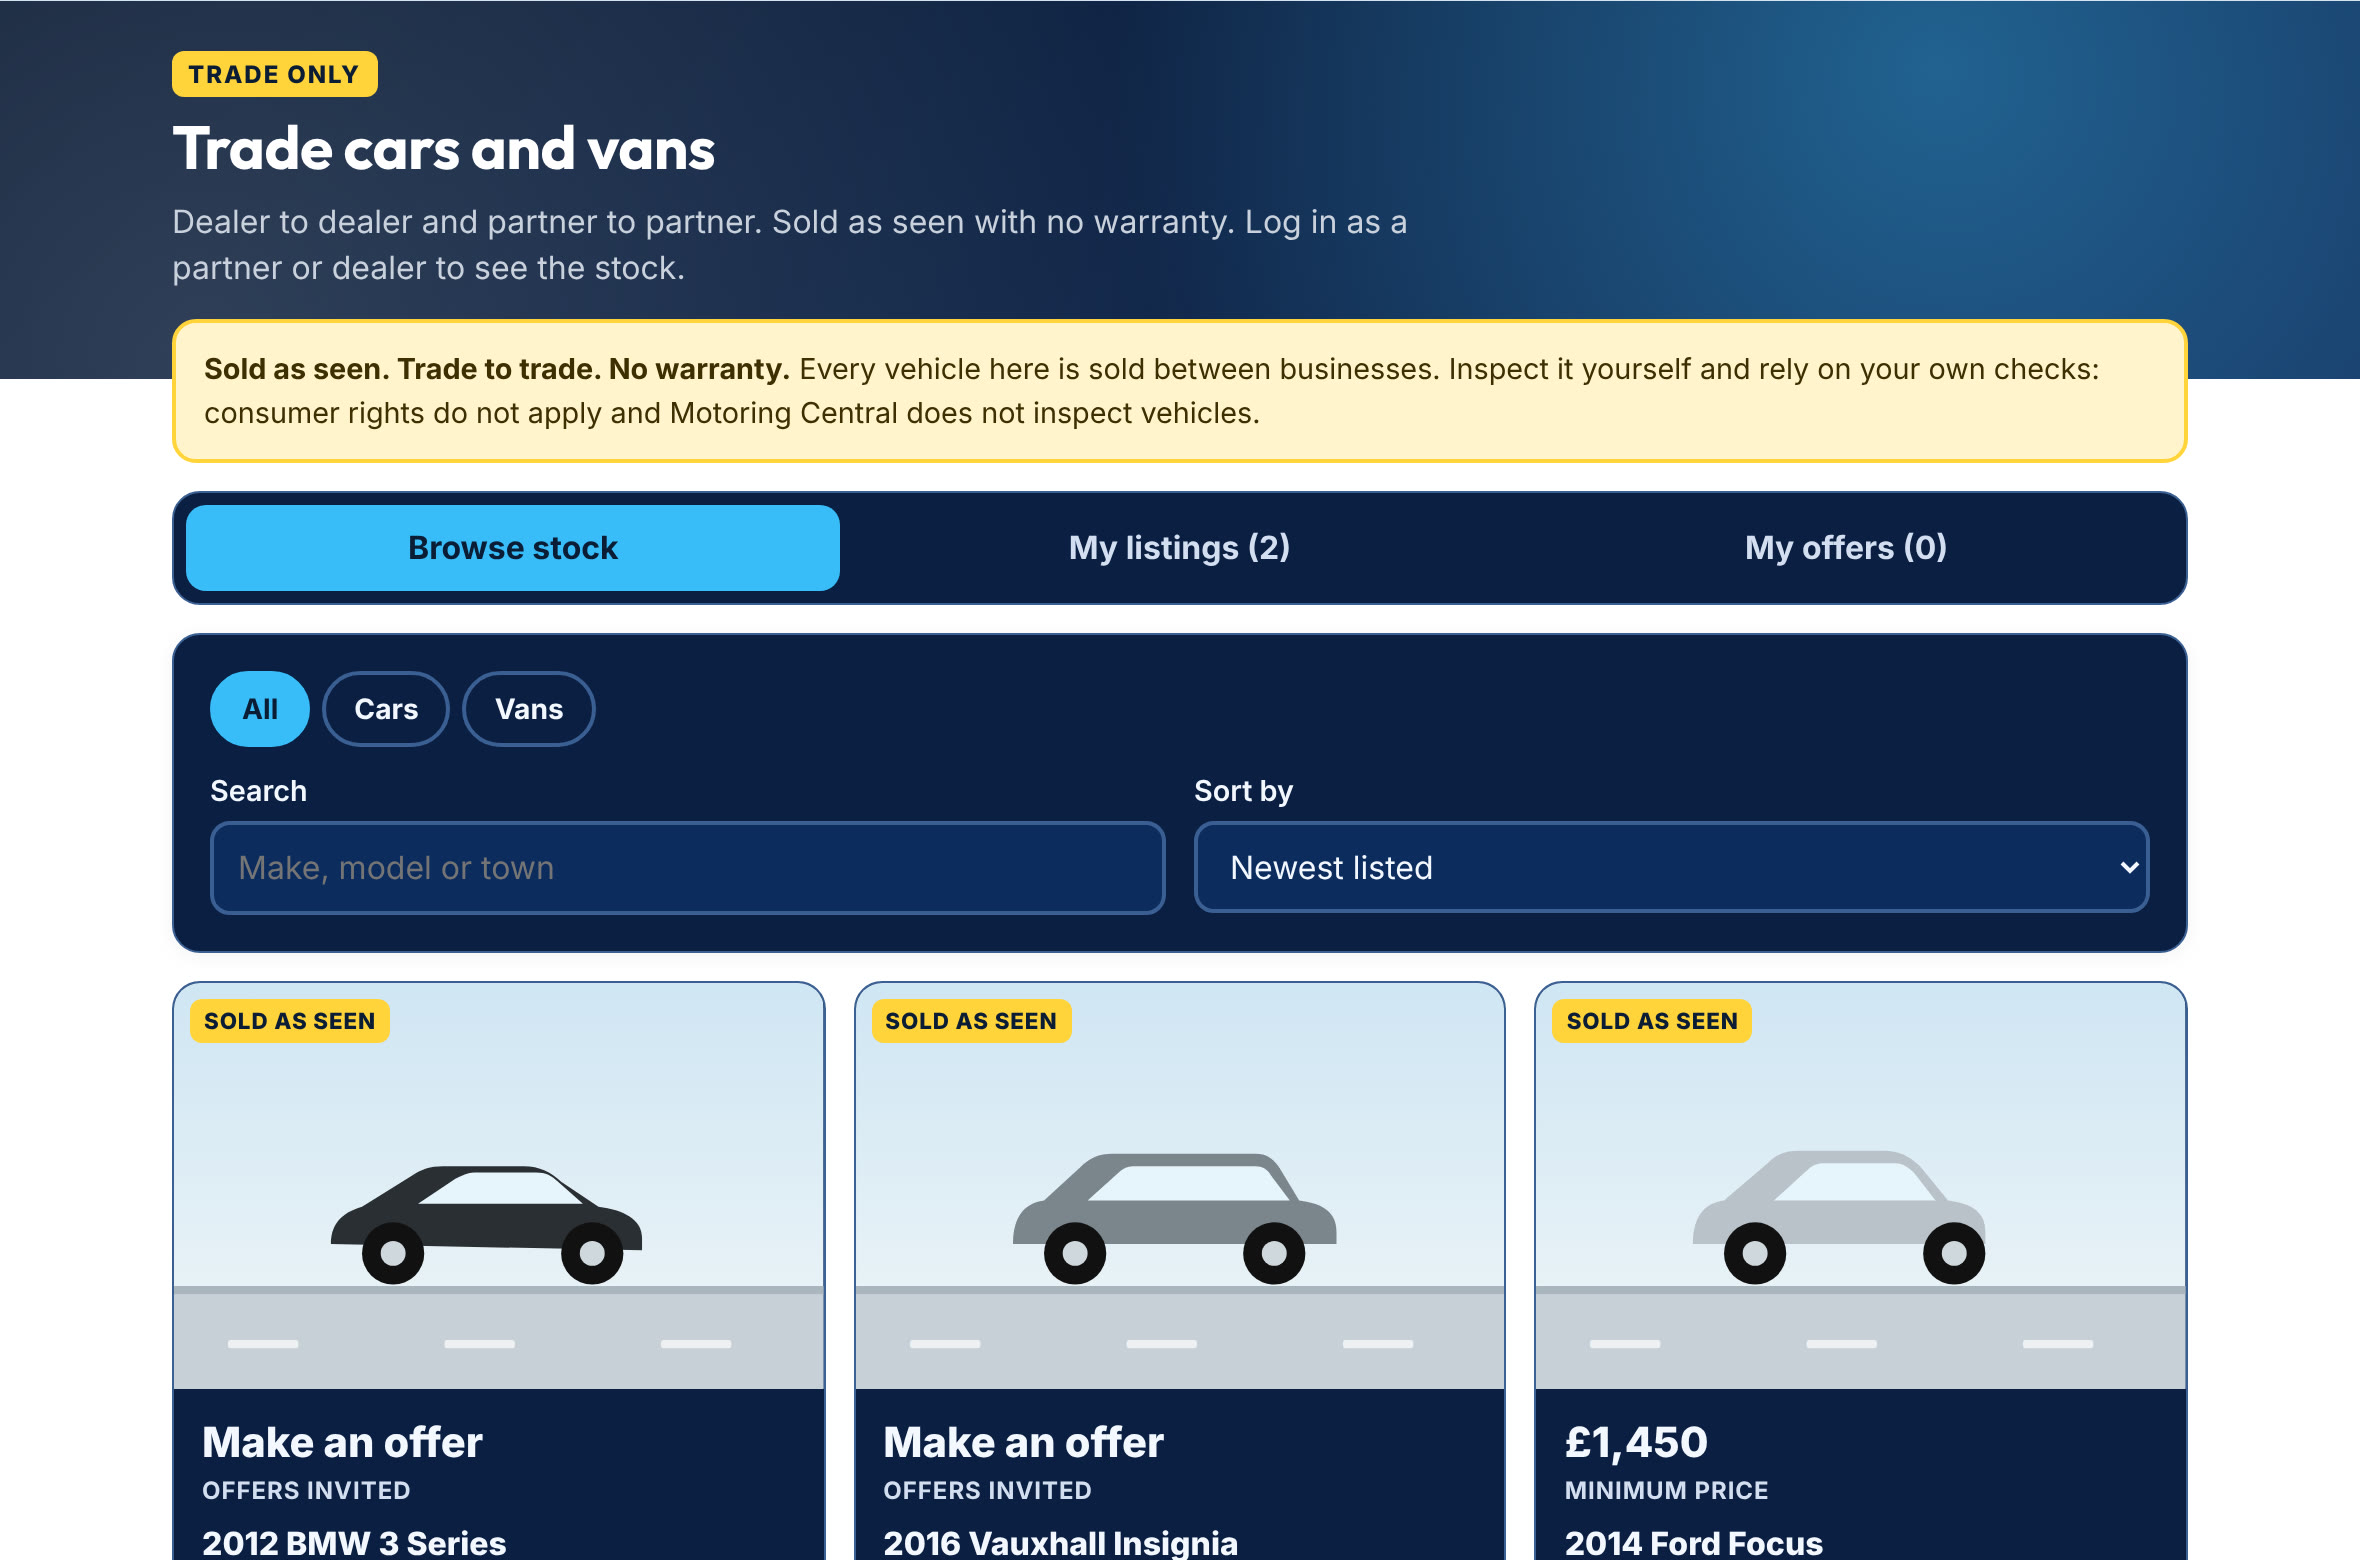 TRADE ONLY
Trade cars and vans
Dealer to dealer and partner to partner. Sold as seen with no warranty. Log in as a
partner or dealer to see the stock.
Sold as seen. Trade to trade. No warranty. Every vehicle here is sold between businesses. Inspect it yourself and rely on your own checks:
consumer rights do not apply and Motoring Central does not inspect vehicles.
Browse stock
My listings (2)
My offers (0)
All
Cars
Vans
Search
Sort by
Make, model or town
Newest listed
SOLD AS SEEN
SOLD AS SEEN
SOLD AS SEEN
Make an offer
OFFERS INVITED
2012 BMW 3 Series
Make an offer
OFFERS INVITED
2016 Vauxhall Insignia
£1,450
MINIMUM PRICE
2014 Ford Focus